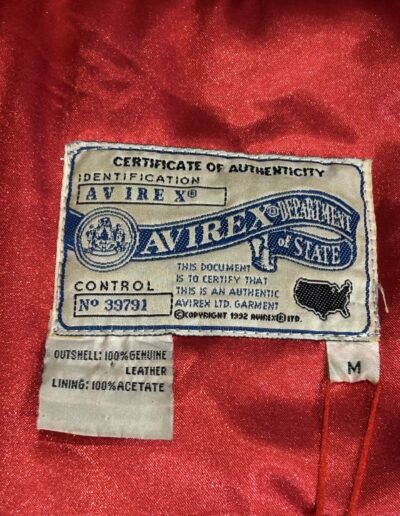 CERTIFICATE OF AUTHENTICITY
IDENTIFICATION
AVIREX®
AVIREX® DEPARTMENT
of STATE
THIS DOCUMENT
IS TO CERTIFY THAT
THIS IS AN AUTHENTIC
AVIREX LTD. GARMENT
©COPYRIGHT 1992 AVIREX®LTD.
CONTROL
Nº 39791
OUTSHELL: 100% GENUINE
LEATHER
LINING: 100% ACETATE
M